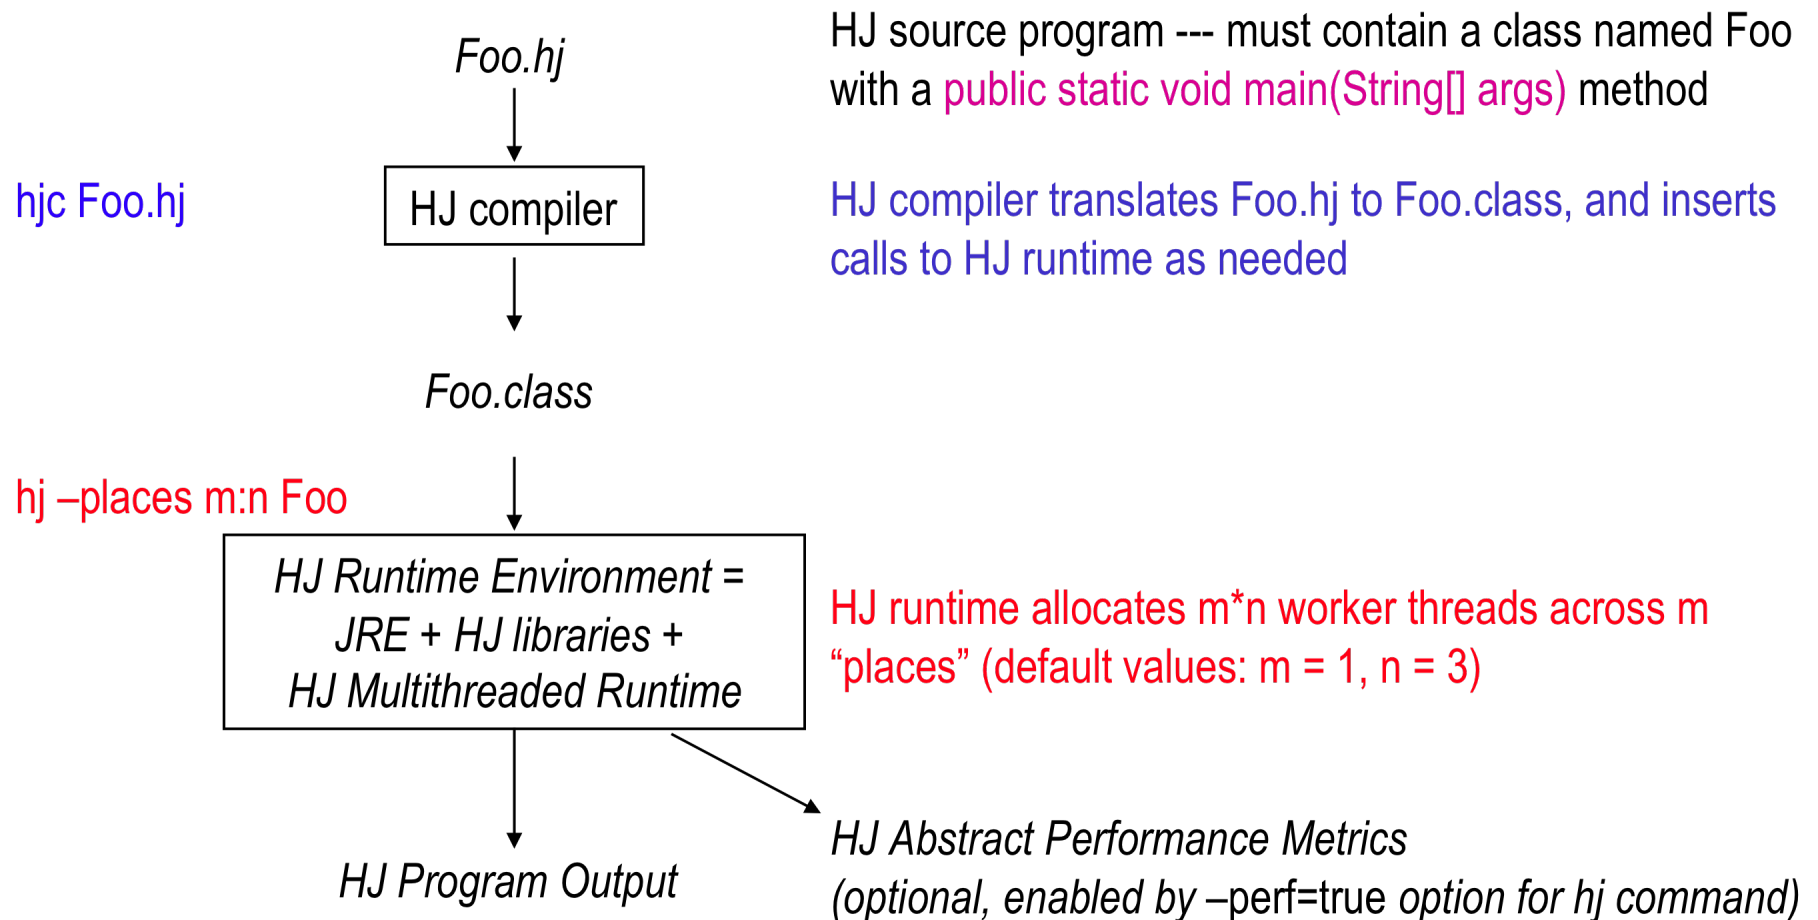 Foo.hj
HJ source program --- must contain a class named Foo
with a public static void main(String[] args) method
hjc Foo.hj
HJ compiler
HJ compiler translates Foo.hj to Foo.class, and inserts
calls to HJ runtime as needed
Foo.class
hj –places m:n Foo
HJ Runtime Environment =
JRE + HJ libraries +
HJ Multithreaded Runtime
HJ runtime allocates m*n worker threads across m
“places” (default values: m = 1, n = 3)
HJ Program Output
HJ Abstract Performance Metrics
(optional, enabled by –perf=true option for hj command)